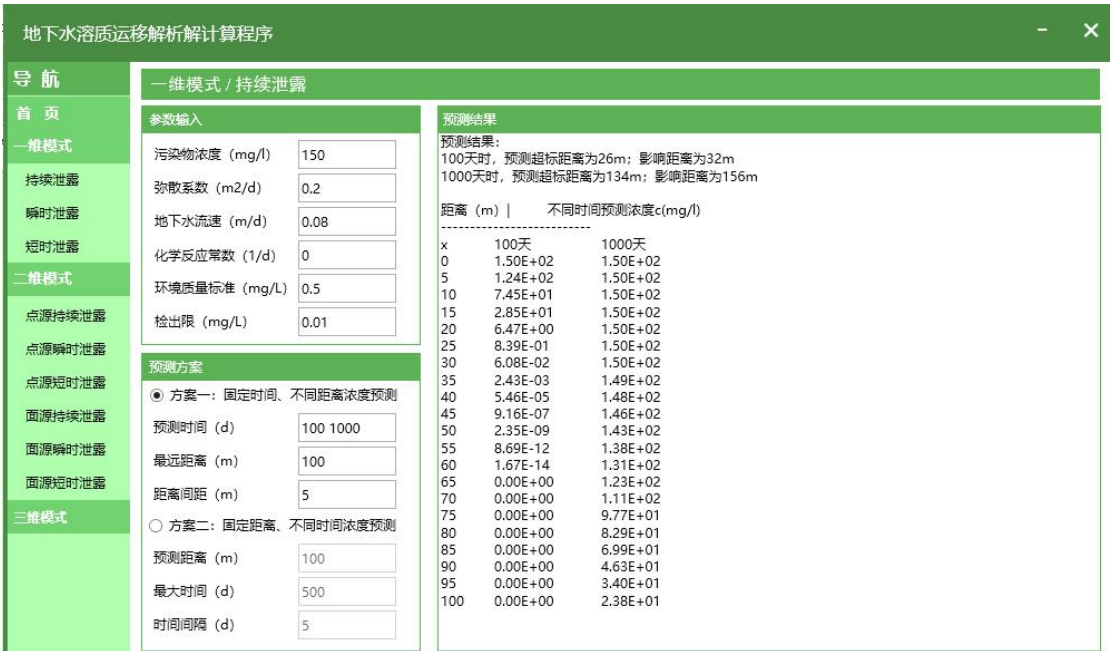 地下水溶质运移解析解计算程序
导 航
首 页
一维模式
持续泄露
瞬时泄露
短时泄露
二维模式
点源持续泄露
点源瞬时泄露
点源短时泄露
面源持续泄露
面源瞬时泄露
面源短时泄露
三维模式
一维模式 / 持续泄露
参数输入
污染物浓度 (mg/l) 150
弥散系数 (m2/d) 0.2
地下水流速 (m/d) 0.08
化学反应常数 (1/d) 0
环境质量标准 (mg/L) 0.5
检出限 (mg/L) 0.01
预测方案
方案一：固定时间、不同距离浓度预测
预测时间 (d) 100 1000
最远距离 (m) 100
距离间距 (m) 5
方案二：固定距离、不同时间浓度预测
预测距离 (m) 100
最大时间 (d) 500
时间间隔 (d) 5
预测结果
预测结果：
100天时，预测超标距离为26m；影响距离为32m
1000天时，预测超标距离为134m；影响距离为156m
距离 (m) | 不同时间预测浓度c(mg/l)
--------------------------
x 100天 1000天
0 1.50E+02 1.50E+02
5 1.24E+02 1.50E+02
10 7.45E+01 1.50E+02
15 2.85E+01 1.50E+02
20 6.47E+00 1.50E+02
25 8.39E-01 1.50E+02
30 6.08E-02 1.50E+02
35 2.43E-03 1.49E+02
40 5.46E-05 1.48E+02
45 9.16E-07 1.46E+02
50 2.35E-09 1.43E+02
55 8.69E-12 1.38E+02
60 1.67E-14 1.31E+02
65 0.00E+00 1.23E+02
70 0.00E+00 1.11E+02
75 0.00E+00 9.77E+01
80 0.00E+00 8.29E+01
85 0.00E+00 6.99E+01
90 0.00E+00 4.63E+01
95 0.00E+00 3.40E+01
100 0.00E+00 2.38E+01